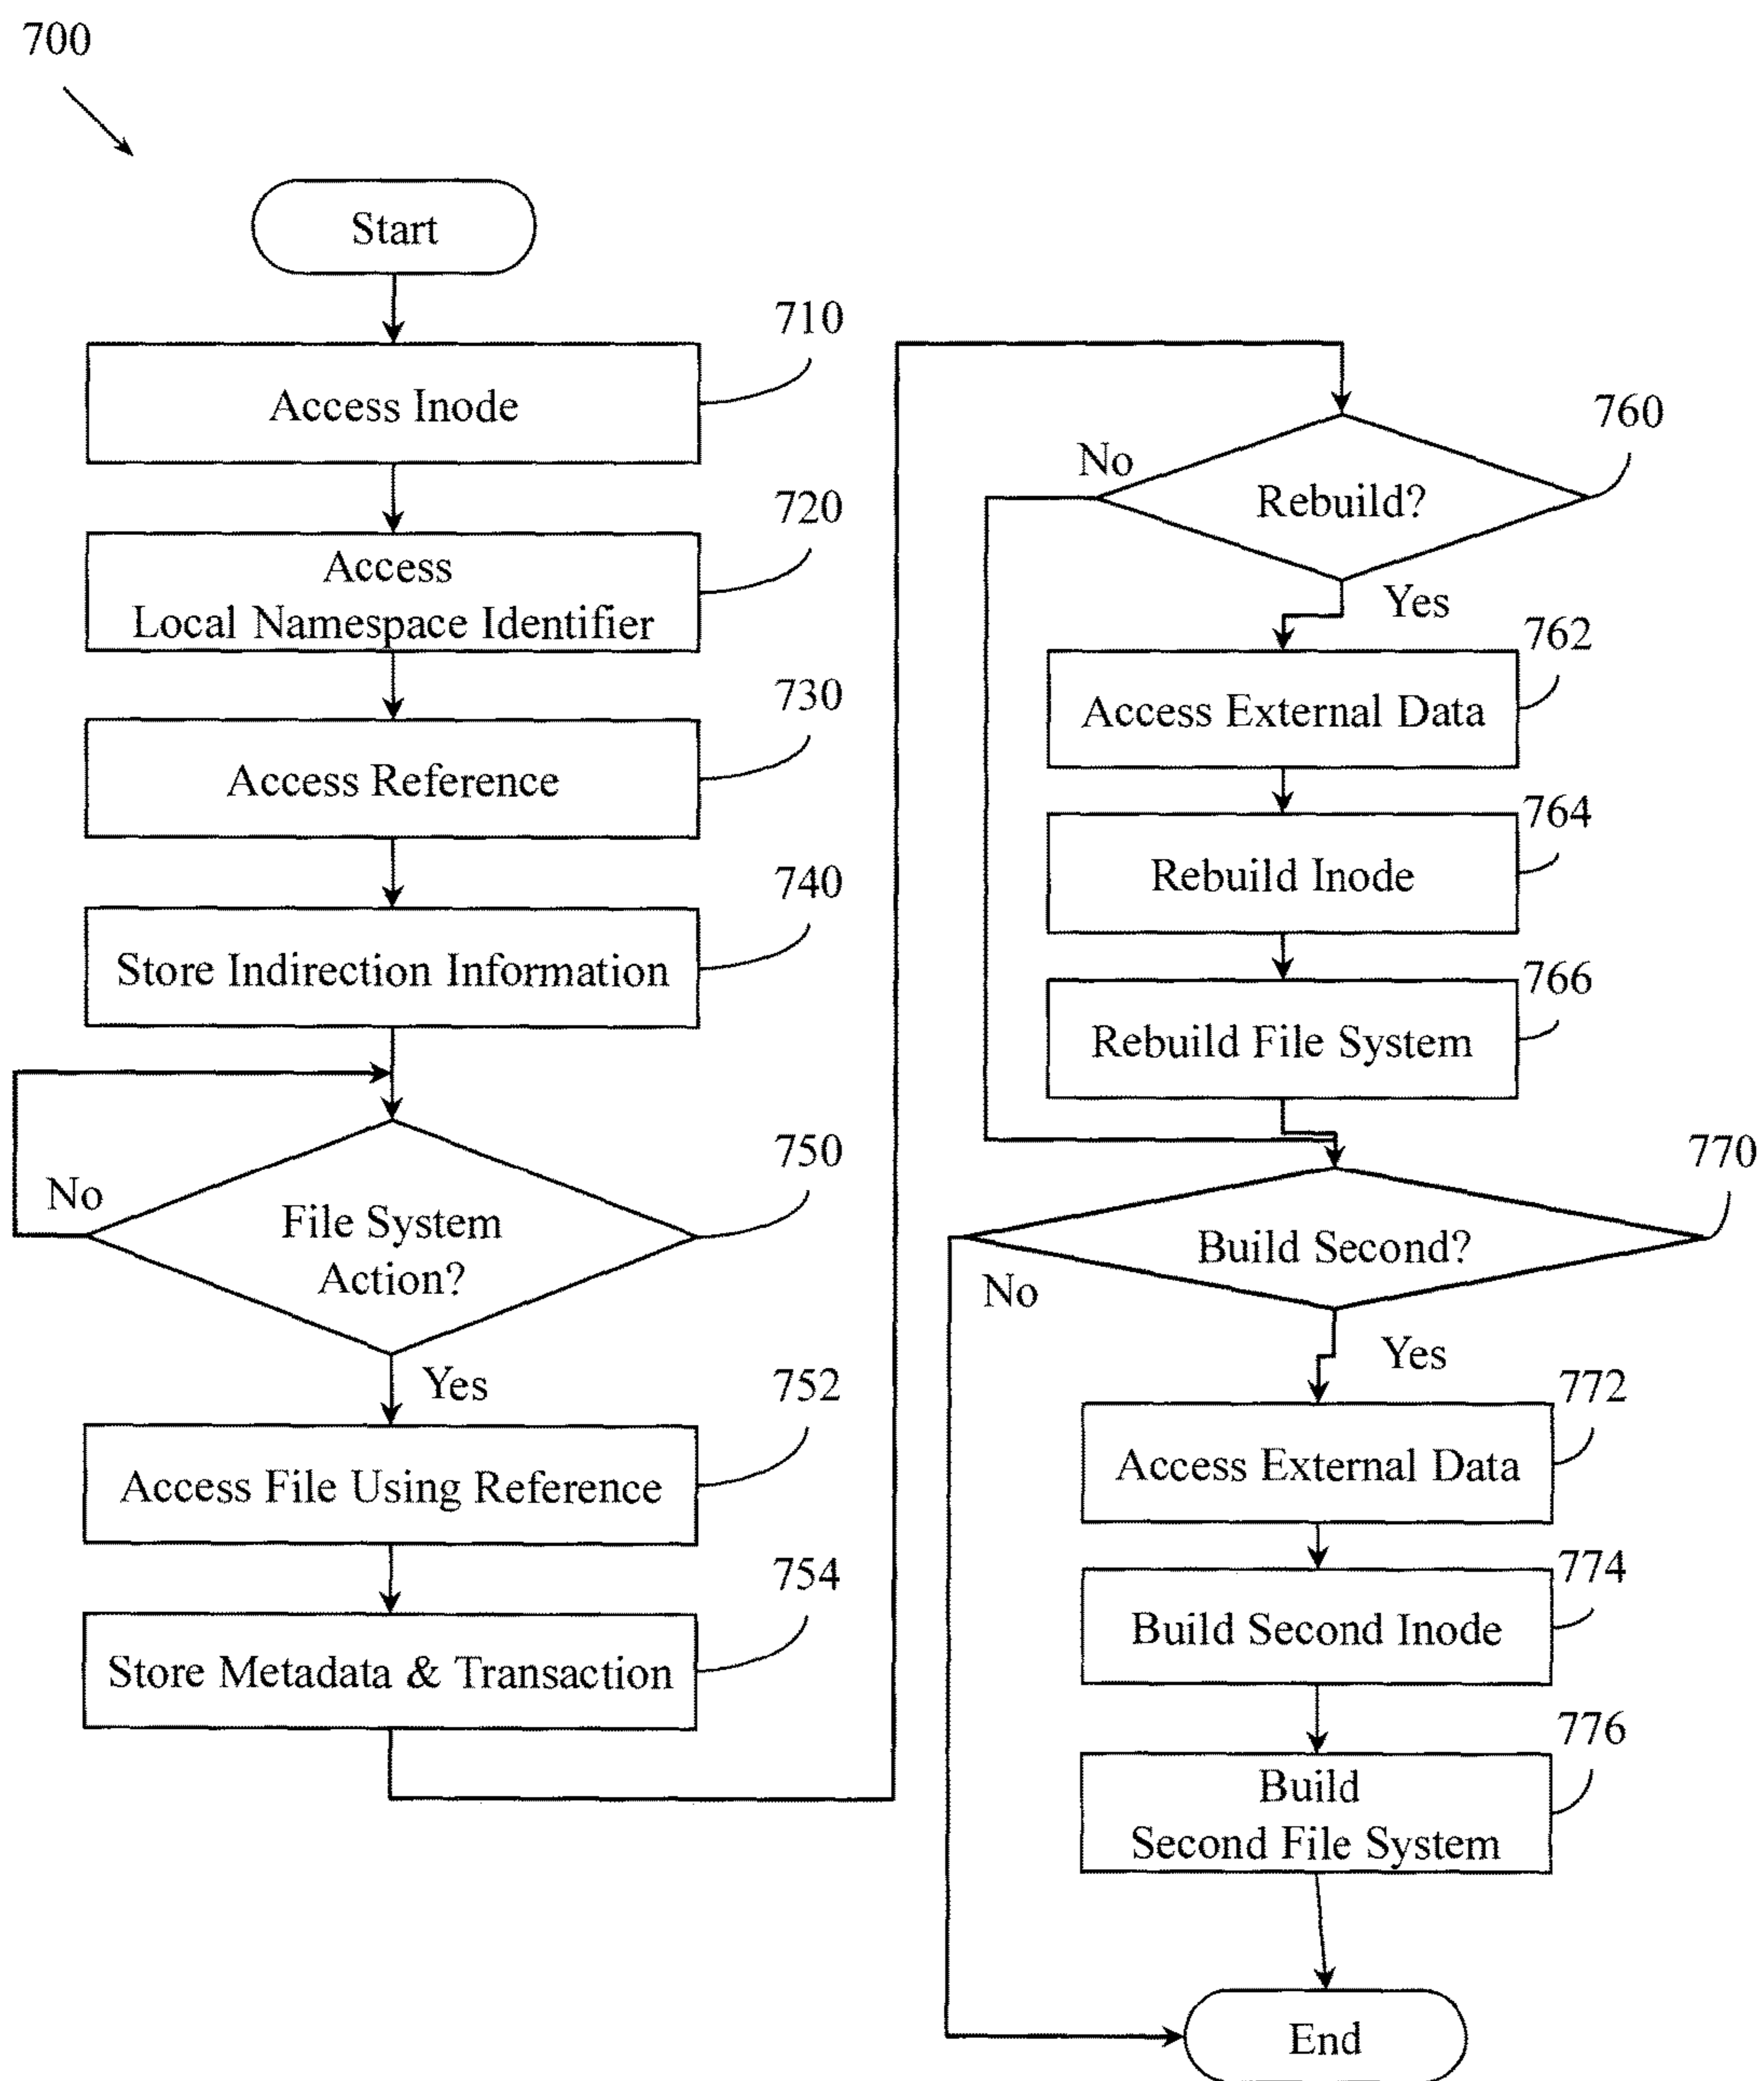 700
Start
710
Access Inode
720
Access
Local Namespace Identifier
730
Access Reference
740
Store Indirection Information
750
No
File System
Action?
Yes
752
Access File Using Reference
754
Store Metadata & Transaction
760
No
Rebuild?
Yes
762
Access External Data
764
Rebuild Inode
766
Rebuild File System
770
Build Second?
No
Yes
772
Access External Data
774
Build Second Inode
776
Build
Second File System
End